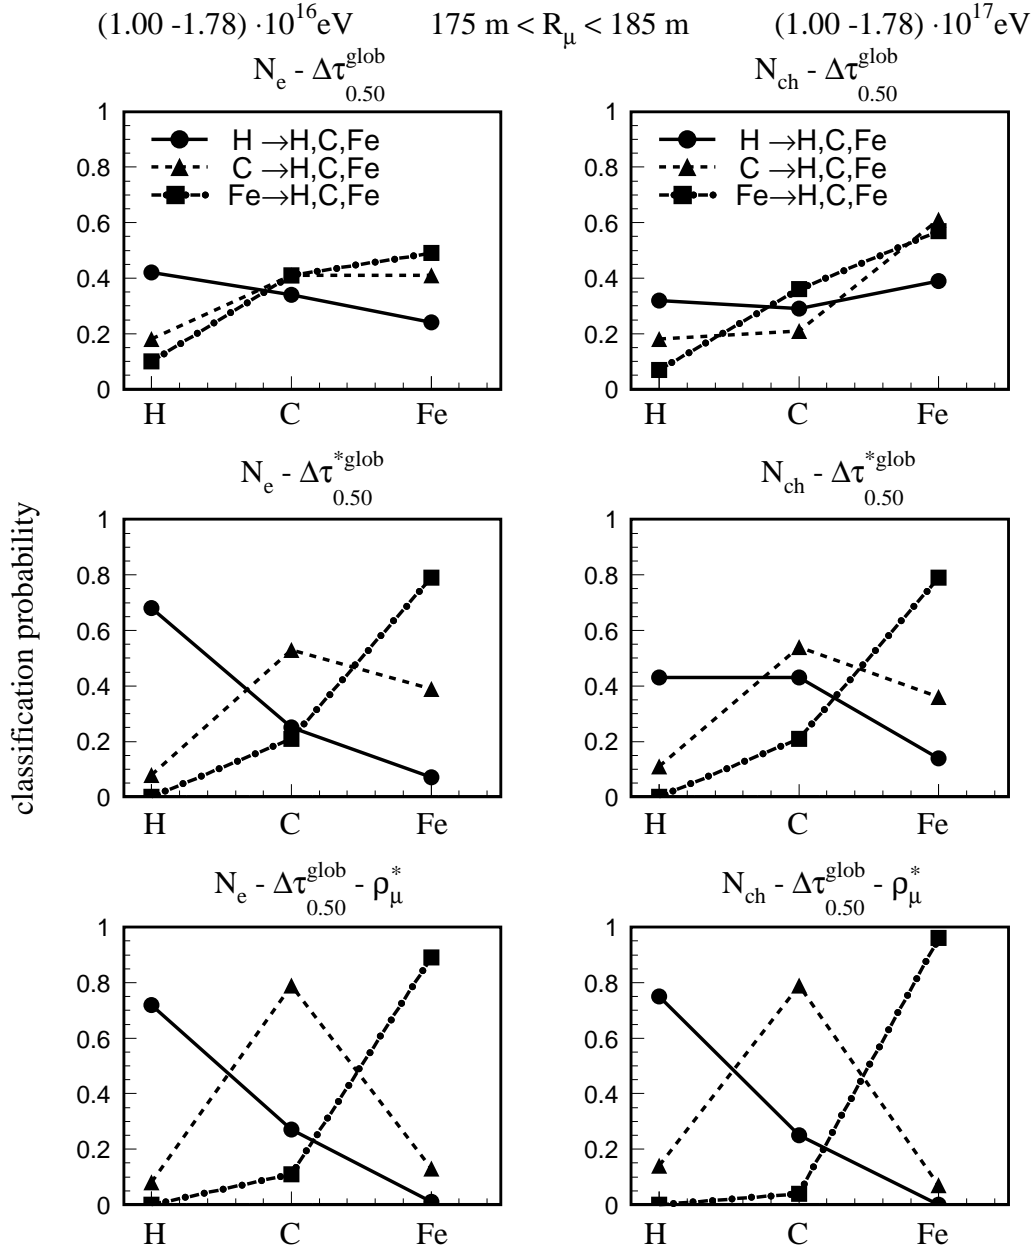 (1.00 -1.78) ·10^16 eV 175 m < R_μ < 185 m (1.00 -1.78) ·10^17 eV
N_e - Δτ^glob_0.50 N_ch - Δτ^glob_0.50
1
0.8
0.6
0.4
0.2
0
H →H,C,Fe
C →H,C,Fe
Fe→H,C,Fe
H C Fe
1
0.8
0.6
0.4
0.2
0
H →H,C,Fe
C →H,C,Fe
Fe→H,C,Fe
H C Fe
classification probability
N_e - Δτ^*glob_0.50 N_ch - Δτ^*glob_0.50
1
0.8
0.6
0.4
0.2
0
H C Fe
1
0.8
0.6
0.4
0.2
0
H C Fe
N_e - Δτ^glob_0.50 - ρ_μ^* N_ch - Δτ^glob_0.50 - ρ_μ^*
1
0.8
0.6
0.4
0.2
0
H C Fe
1
0.8
0.6
0.4
0.2
0
H C Fe